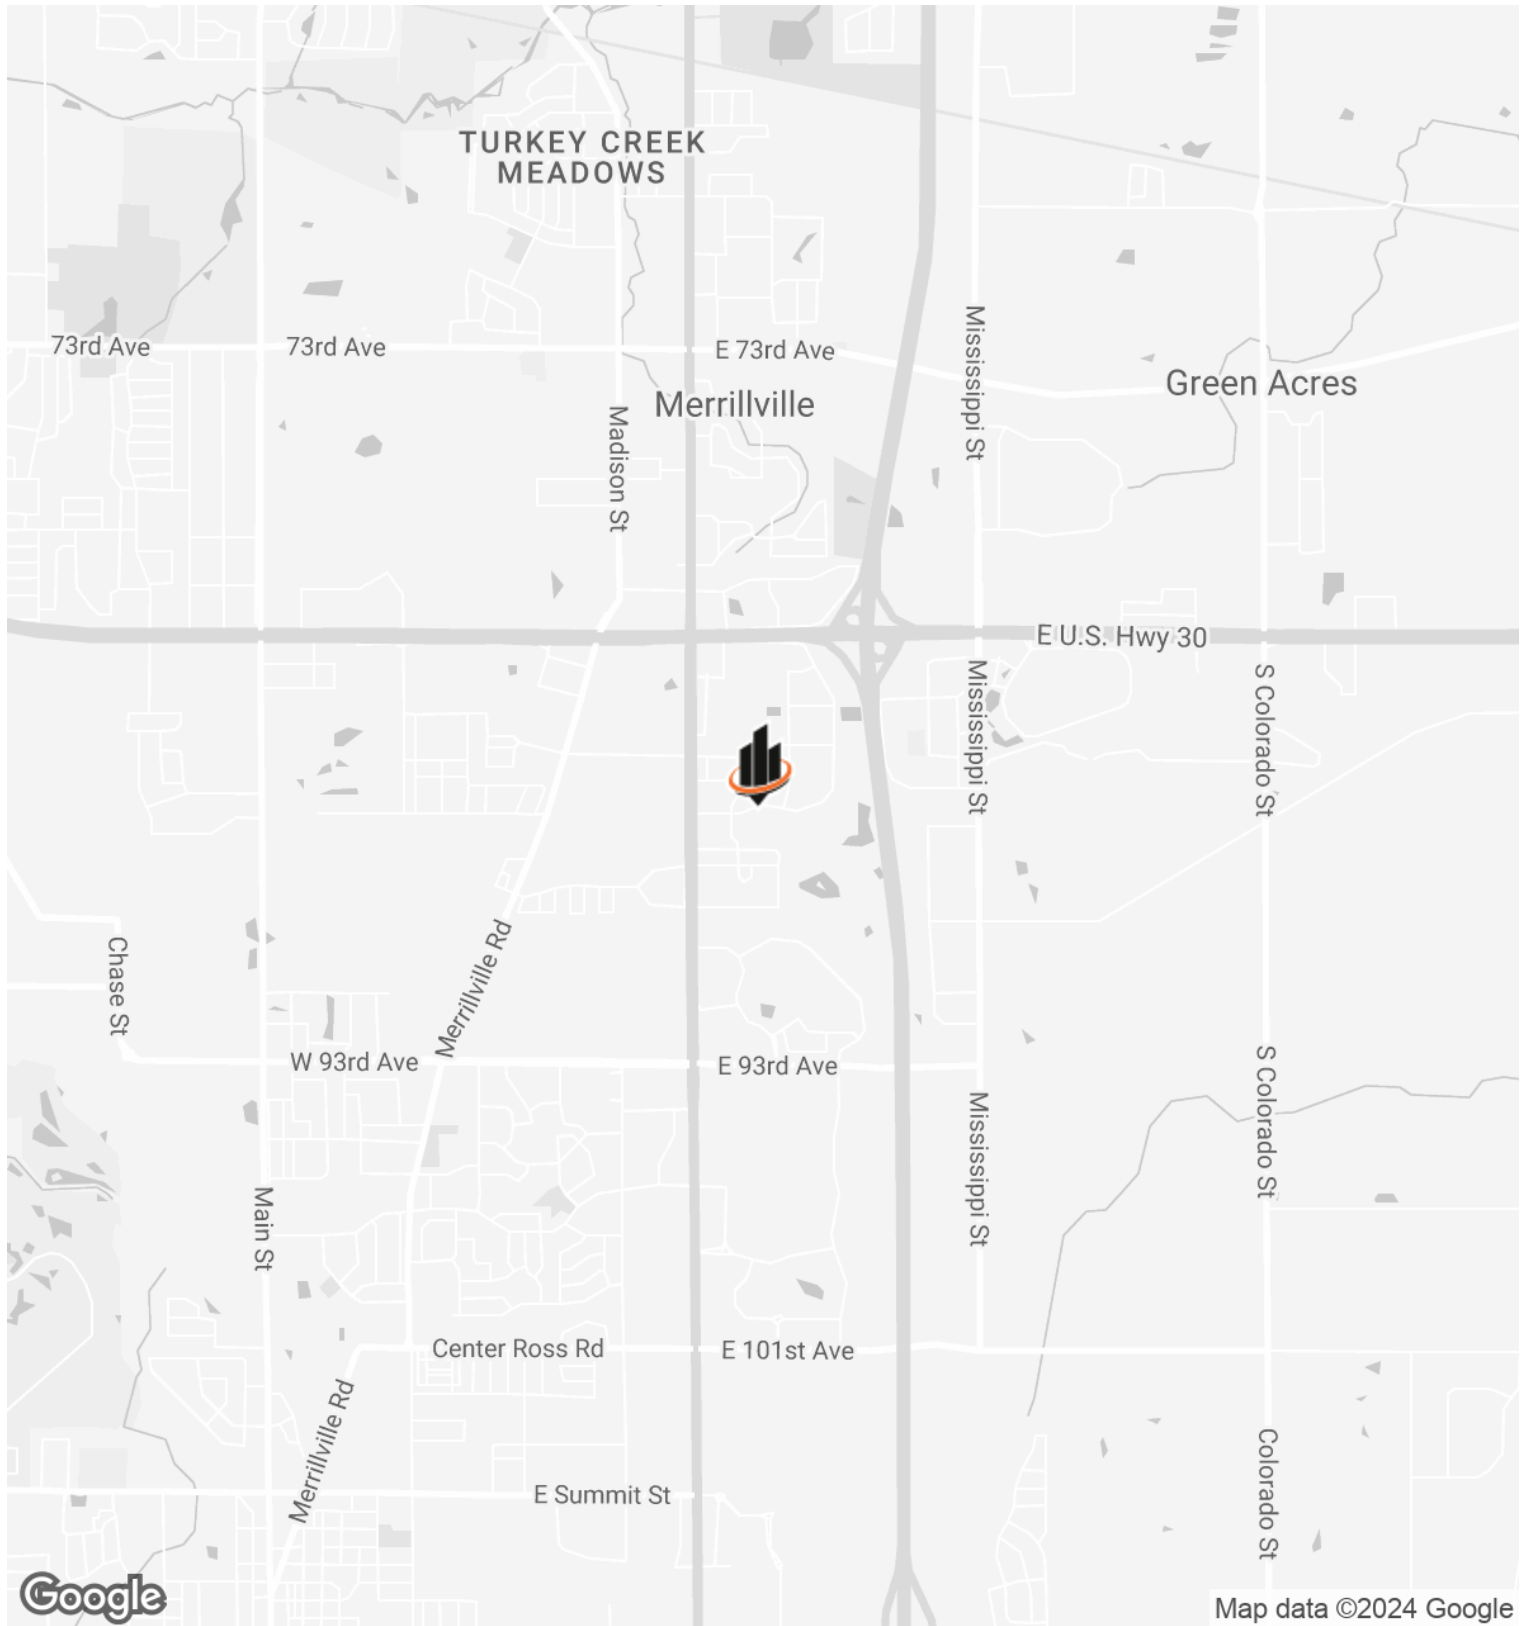 TURKEY CREEK
MEADOWS
73rd Ave
73rd Ave
E 73rd Ave
Mississippi St
Green Acres
Merrillville
Madison St
E U.S. Hwy 30
Mississippi St
S Colorado St
Chase St
Merrillville Rd
W 93rd Ave
E 93rd Ave
S Colorado St
Mississippi St
Main St
Center Ross Rd
E 101st Ave
Merrillville Rd
Colorado St
E Summit St
Google
Map data ©2024 Google